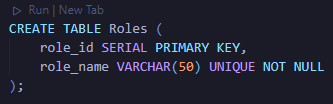 ▷ Run | New Tab
CREATE TABLE Roles (
    role_id SERIAL PRIMARY KEY,
    role_name VARCHAR(50) UNIQUE NOT NULL
);